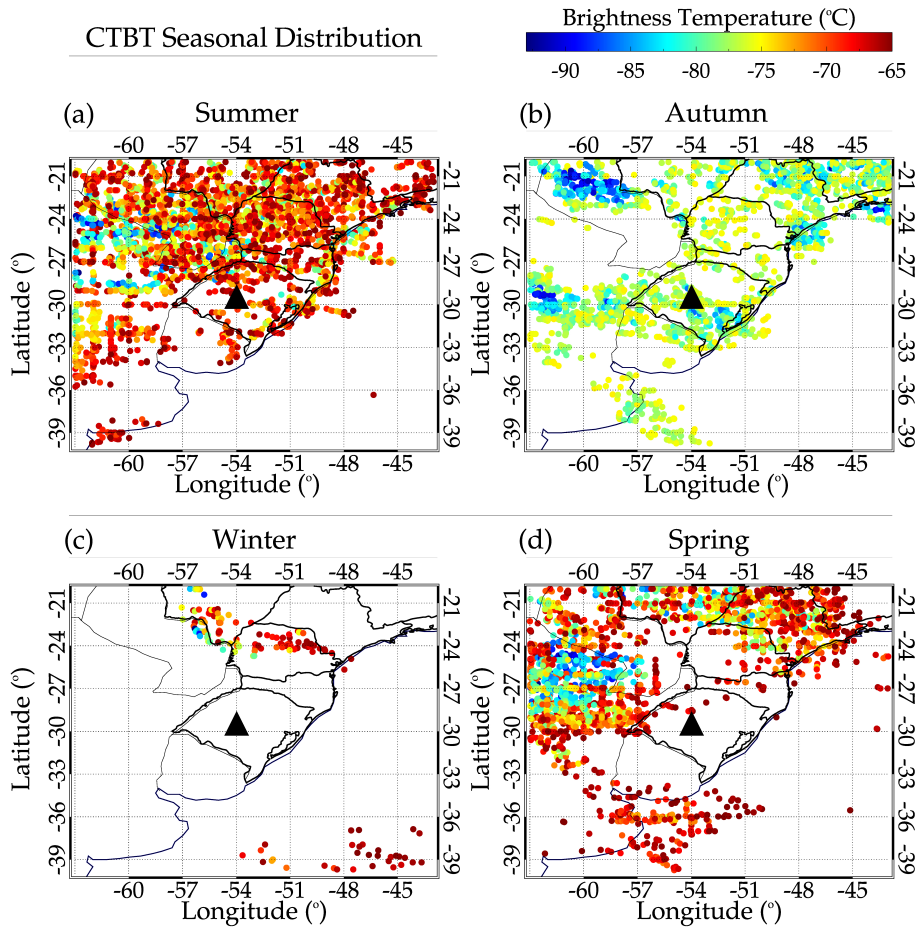 CTBT Seasonal Distribution
Brightness Temperature (°C)
-90 -85 -80 -75 -70 -65
(a) Summer
-60 -57 -54 -51 -48 -45
Latitude (°)
-21 -24 -27 -30 -33 -36 -39
-21 -24 -27 -30 -33 -36 -39
-60 -57 -54 -51 -48 -45
Longitude (°)
(b) Autumn
-60 -57 -54 -51 -48 -45
Latitude (°)
-21 -24 -27 -30 -33 -36 -39
-21 -24 -27 -30 -33 -36 -39
-60 -57 -54 -51 -48 -45
Longitude (°)
(c) Winter
-60 -57 -54 -51 -48 -45
Latitude (°)
-21 -24 -27 -30 -33 -36 -39
-21 -24 -27 -30 -33 -36 -39
-60 -57 -54 -51 -48 -45
Longitude (°)
(d) Spring
-60 -57 -54 -51 -48 -45
Latitude (°)
-21 -24 -27 -30 -33 -36 -39
-21 -24 -27 -30 -33 -36 -39
-60 -57 -54 -51 -48 -45
Longitude (°)